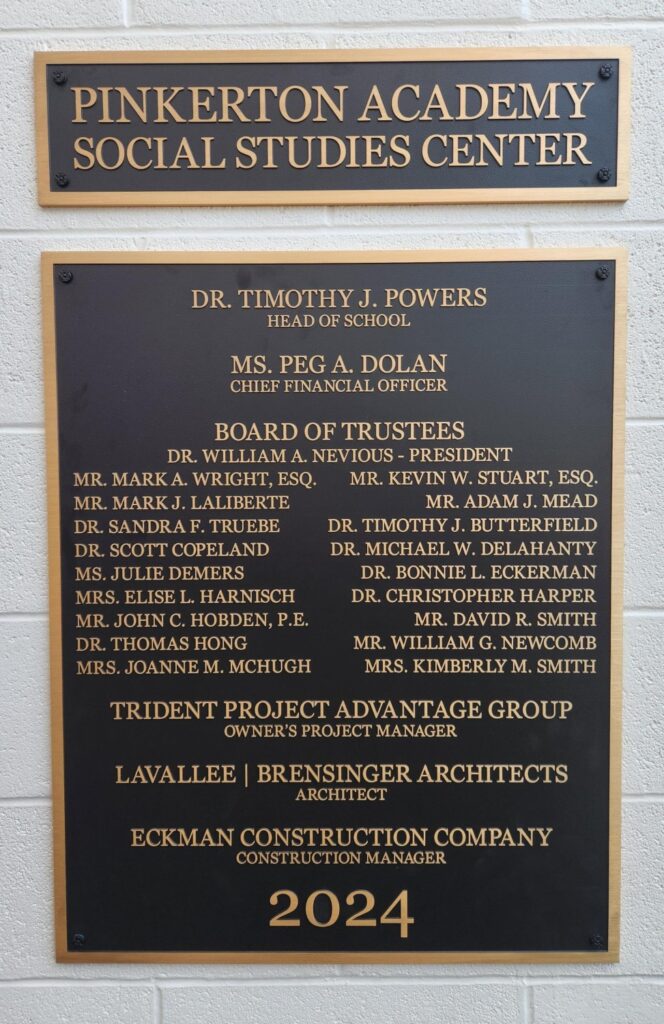 PINKERTON ACADEMY
SOCIAL STUDIES CENTER
DR. TIMOTHY J. POWERS
HEAD OF SCHOOL
MS. PEG A. DOLAN
CHIEF FINANCIAL OFFICER
BOARD OF TRUSTEES
DR. WILLIAM A. NEVIOUS - PRESIDENT
MR. MARK A. WRIGHT, ESQ. MR. KEVIN W. STUART, ESQ.
MR. MARK J. LALIBERTE MR. ADAM J. MEAD
DR. SANDRA F. TRUEBE DR. TIMOTHY J. BUTTERFIELD
DR. SCOTT COPELAND DR. MICHAEL W. DELAHANTY
MS. JULIE DEMERS DR. BONNIE L. ECKERMAN
MRS. ELISE L. HARNISCH DR. CHRISTOPHER HARPER
MR. JOHN C. HOBDEN, P.E. MR. DAVID R. SMITH
DR. THOMAS HONG MR. WILLIAM G. NEWCOMB
MRS. JOANNE M. MCHUGH MRS. KIMBERLY M. SMITH
TRIDENT PROJECT ADVANTAGE GROUP
OWNER'S PROJECT MANAGER
LAVALLEE | BRENSINGER ARCHITECTS
ARCHITECT
ECKMAN CONSTRUCTION COMPANY
CONSTRUCTION MANAGER
2024